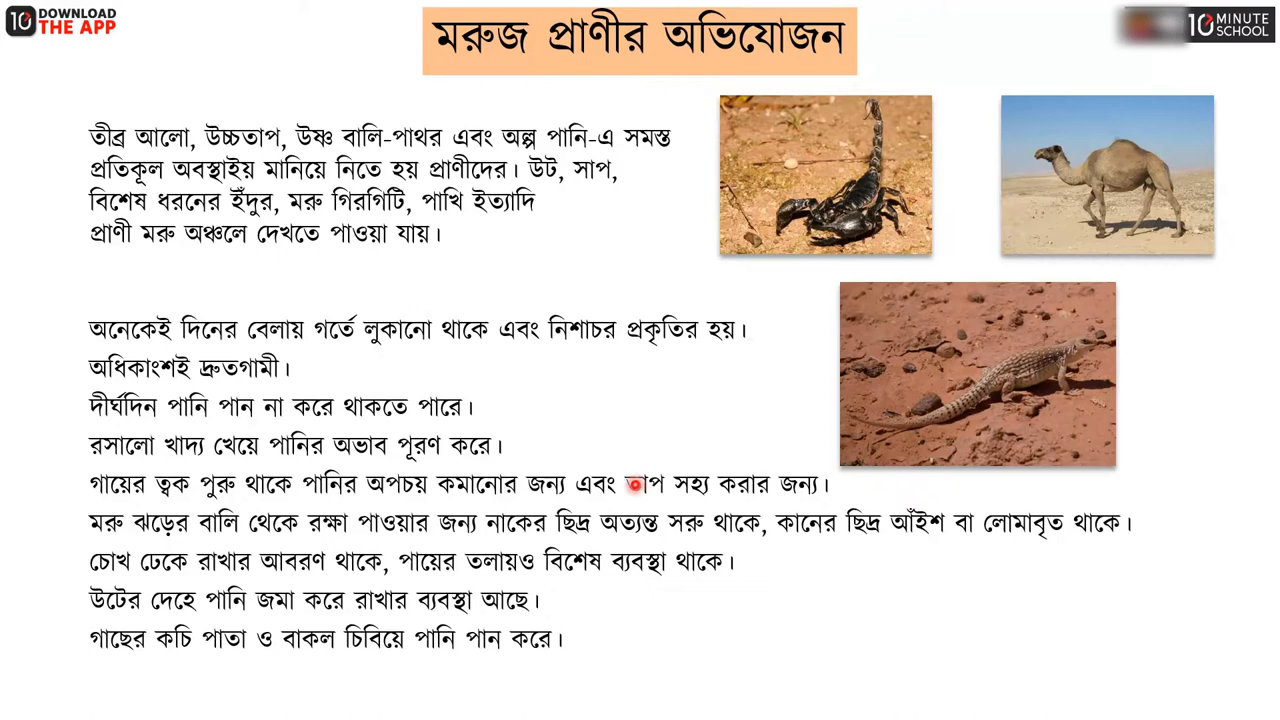 10 DOWNLOAD
THE APP
মরুজ প্রাণীর অভিযোজন
10 MINUTE
SCHOOL
তীব্র আলো, উচ্চতাপ, উষ্ণ বালি-পাথর এবং অল্প পানি-এ সমস্ত
প্রতিকূল অবস্থাইয় মানিয়ে নিতে হয় প্রাণীদের। উট, সাপ,
বিশেষ ধরনের ইঁদুর, মরু গিরগিটি, পাখি ইত্যাদি
প্রাণী মরু অঞ্চলে দেখতে পাওয়া যায়।
অনেকেই দিনের বেলায় গর্তে লুকানো থাকে এবং নিশাচর প্রকৃতির হয়।
অধিকাংশই দ্রুতগামী।
দীর্ঘদিন পানি পান না করে থাকতে পারে।
রসালো খাদ্য খেয়ে পানির অভাব পূরণ করে।
গায়ের ত্বক পুরু থাকে পানির অপচয় কমানোর জন্য এবং তাপ সহ্য করার জন্য।
মরু ঝড়ের বালি থেকে রক্ষা পাওয়ার জন্য নাকের ছিদ্র অত্যন্ত সরু থাকে, কানের ছিদ্র আঁইশ বা লোমাবৃত থাকে।
চোখ ঢেকে রাখার আবরণ থাকে, পায়ের তলায়ও বিশেষ ব্যবস্থা থাকে।
উটের দেহে পানি জমা করে রাখার ব্যবস্থা আছে।
গাছের কচি পাতা ও বাকল চিবিয়ে পানি পান করে।